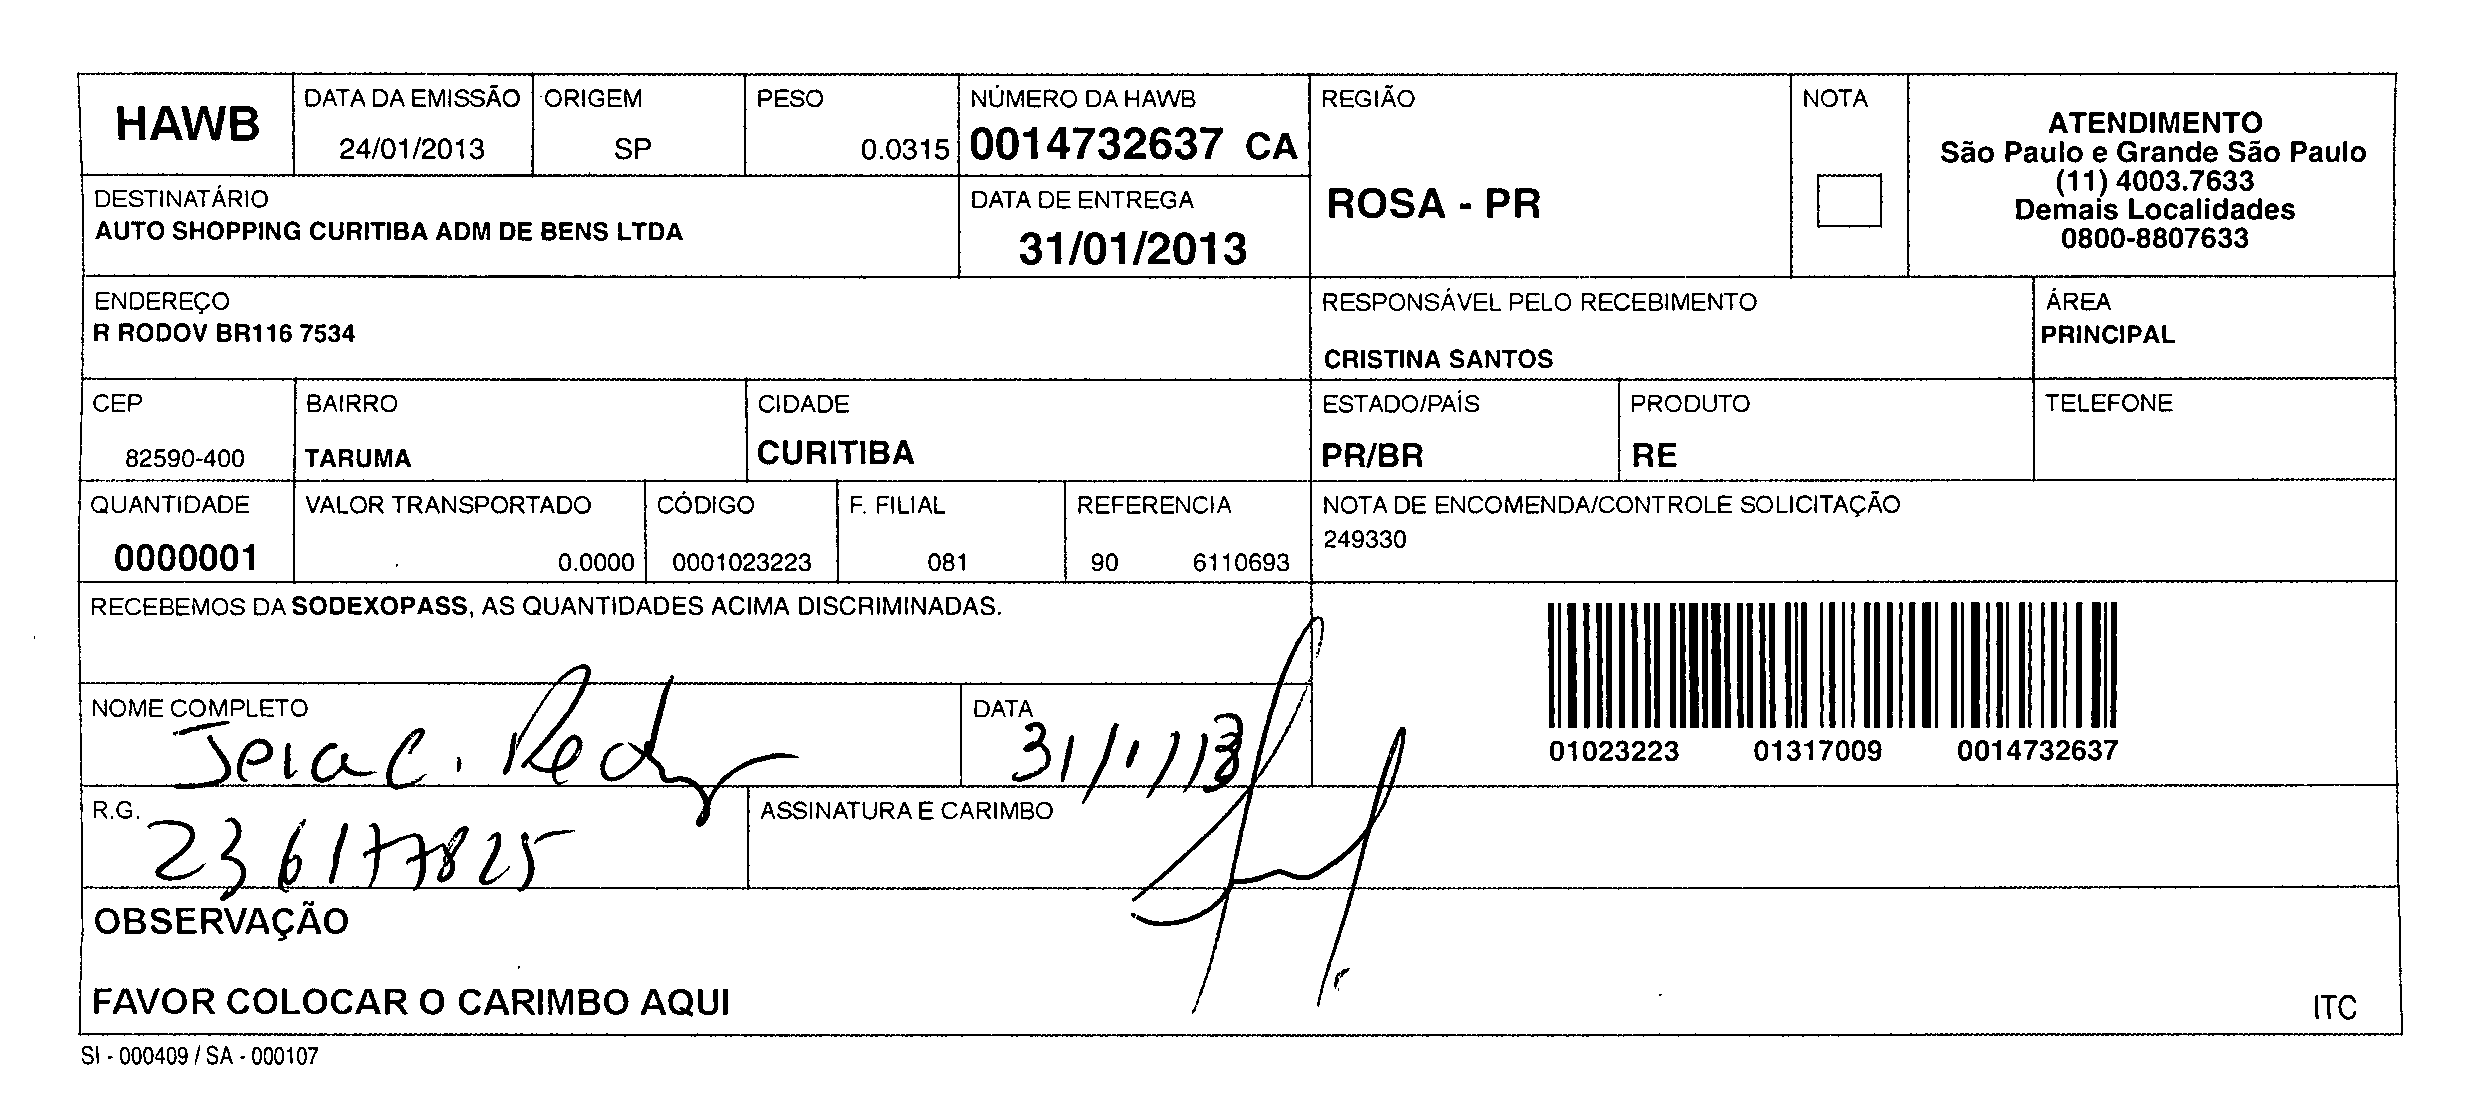 HAWB
DATA DA EMISSÃO
24/01/2013
ORIGEM
SP
PESO
0.0315
NÚMERO DA HAWB
0014732637 CA
REGIÃO
ROSA - PR
NOTA
ATENDIMENTO
São Paulo e Grande São Paulo
(11) 4003.7633
Demais Localidades
0800-8807633
DESTINATÁRIO
AUTO SHOPPING CURITIBA ADM DE BENS LTDA
DATA DE ENTREGA
31/01/2013
ENDEREÇO
R RODOV BR116 7534
RESPONSÁVEL PELO RECEBIMENTO
CRISTINA SANTOS
ÁREA
PRINCIPAL
CEP
82590-400
BAIRRO
TARUMA
CIDADE
CURITIBA
ESTADO/PAÍS
PR/BR
PRODUTO
RE
TELEFONE
QUANTIDADE
0000001
VALOR TRANSPORTADO
0.0000
CÓDIGO
0001023223
F. FILIAL
081
REFERENCIA
90 6110693
NOTA DE ENCOMENDA/CONTROLE SOLICITAÇÃO
249330
RECEBEMOS DA SODEXOPASS, AS QUANTIDADES ACIMA DISCRIMINADAS.
01023223 01317009 0014732637
NOME COMPLETO
DATA
31/1/13
R.G.
236177825
ASSINATURA E CARIMBO
OBSERVAÇÃO
FAVOR COLOCAR O CARIMBO AQUI
ITC
SI - 000409 / SA - 000107